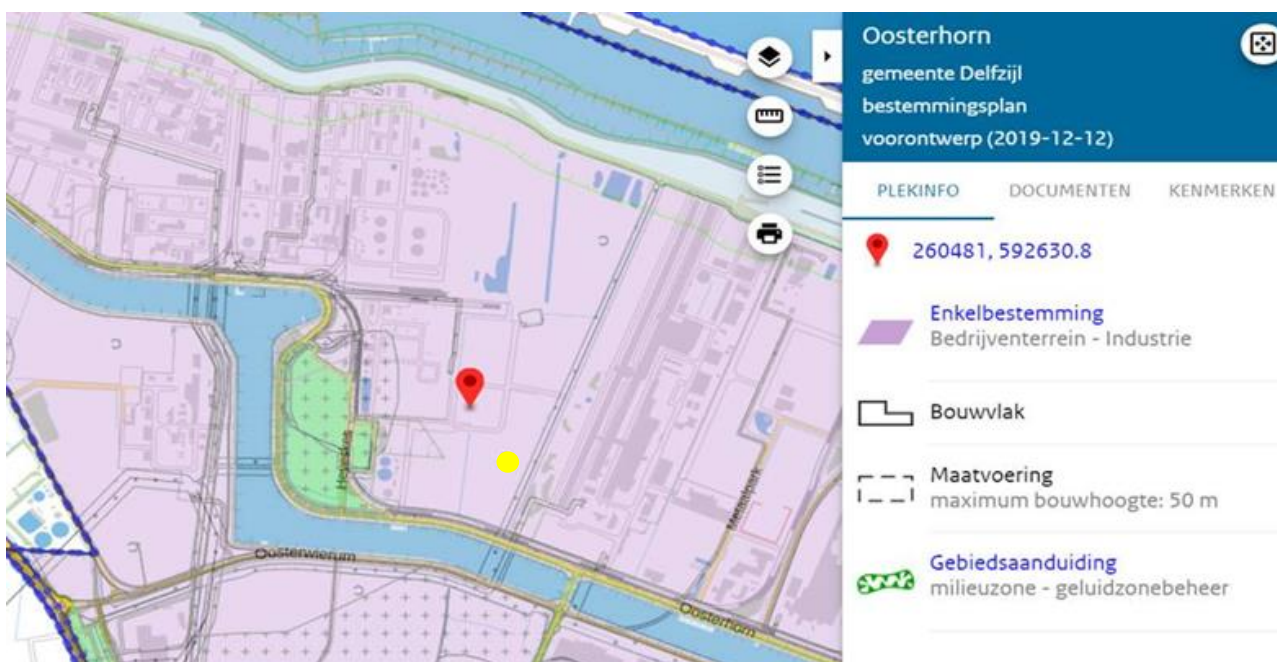 Oosterhorn
gemeente Delfzijl
bestemmingsplan
voorontwerp (2019-12-12)
PLEKINFO DOCUMENTEN KENMERKEN
260481, 592630.8
Enkelbestemming
Bedrijventerrein - Industrie
Bouwvlak
Maatvoering
maximum bouwhoogte: 50 m
Gebiedsaanduiding
milieuzone - geluidzonebeheer
Oosterwierum
Oosterhorn